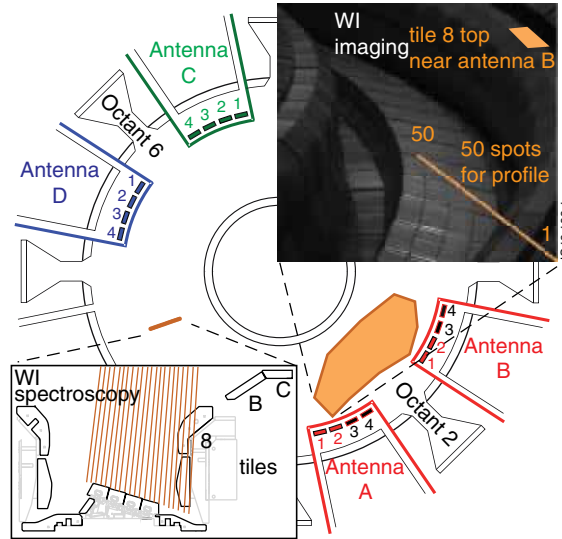 Antenna
C
4 3 2 1
Octant 6
Antenna
D
1
2
3
4
WI
imaging
tile 8 top
near antenna B
50
50 spots
for profile
1
4
3
2
1
Antenna
B
Octant 2
1 2 3 4
Antenna
A
WI
spectroscopy
B
C
8
tiles